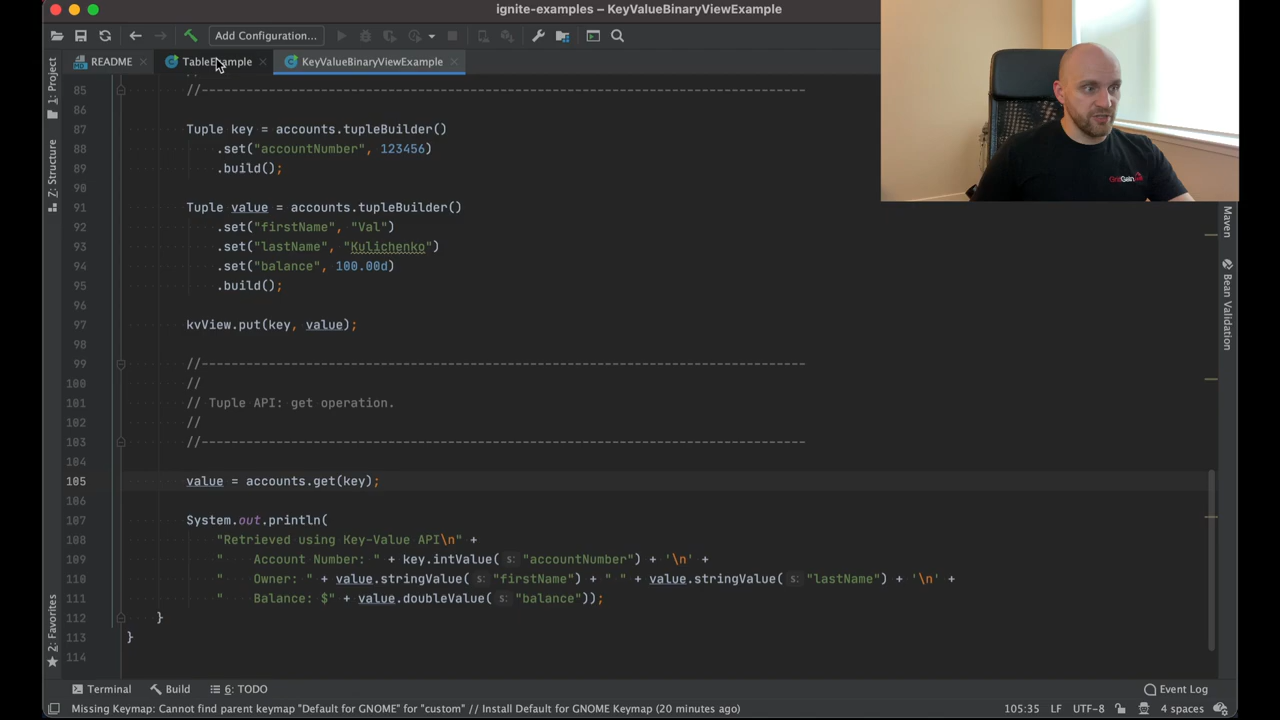 ignite-examples – KeyValueBinaryViewExample
Add Configuration...
README
TableExample
KeyValueBinaryViewExample
1: Project
Z: Structure
2: Favorites
Maven
Bean Validation
GridGain
85 //--------------------------------------------------------------------------------
86
87 Tuple key = accounts.tupleBuilder()
88 .set("accountNumber", 123456)
89 .build();
90
91 Tuple value = accounts.tupleBuilder()
92 .set("firstName", "Val")
93 .set("lastName", "Kulichenko")
94 .set("balance", 100.00d)
95 .build();
96
97 kvView.put(key, value);
98
99 //--------------------------------------------------------------------------------
100 //
101 // Tuple API: get operation.
102 //
103 //--------------------------------------------------------------------------------
104
105 value = accounts.get(key);
106
107 System.out.println(
108 "Retrieved using Key-Value API\n" +
109 "    Account Number: " + key.intValue( s: "accountNumber") + '\n' +
110 "    Owner: " + value.stringValue( s: "firstName") + " " + value.stringValue( s: "lastName") + '\n' +
111 "    Balance: $" + value.doubleValue( s: "balance"));
112 }
113 }
114
Terminal
Build
6: TODO
Event Log
Missing Keymap: Cannot find parent keymap "Default for GNOME" for "custom" // Install Default for GNOME Keymap (20 minutes ago)
105:35 LF UTF-8 4 spaces